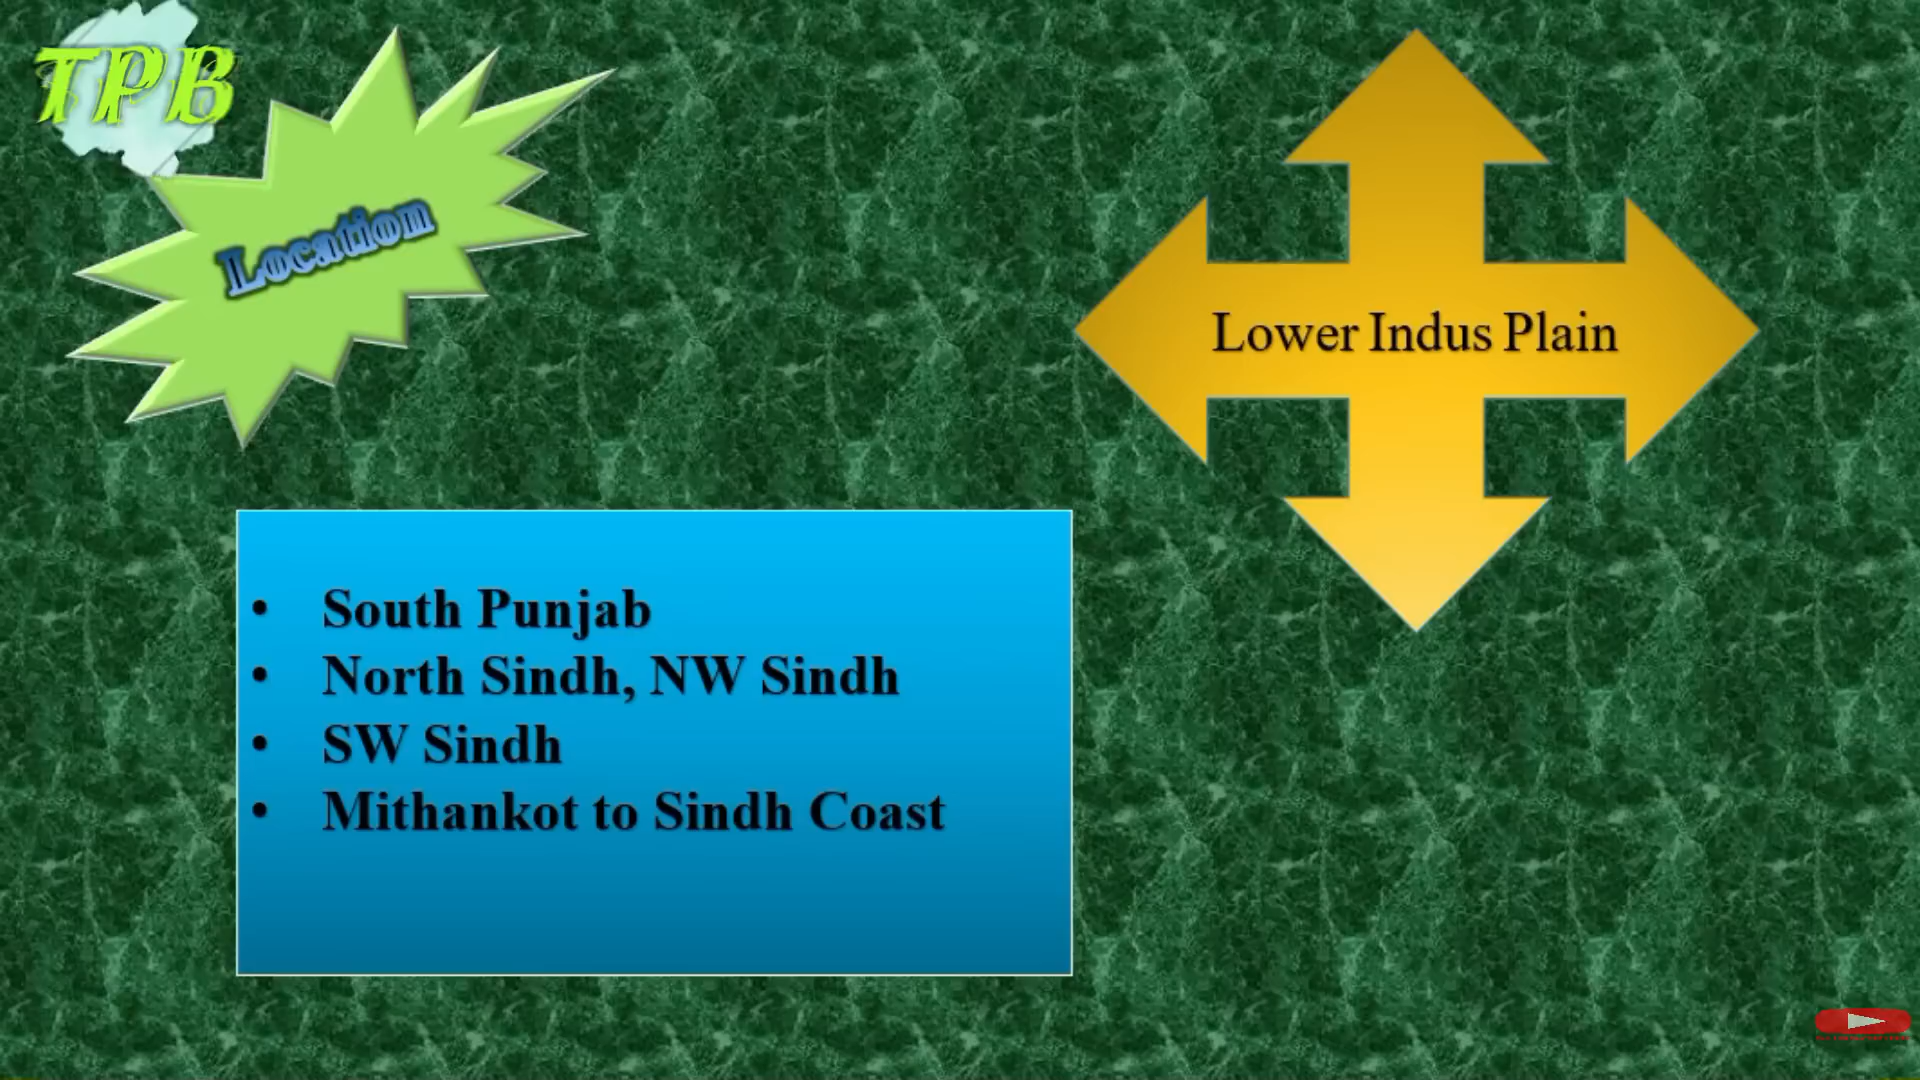 TPB
Location
Lower Indus Plain
• South Punjab
• North Sindh, NW Sindh
• SW Sindh
• Mithankot to Sindh Coast